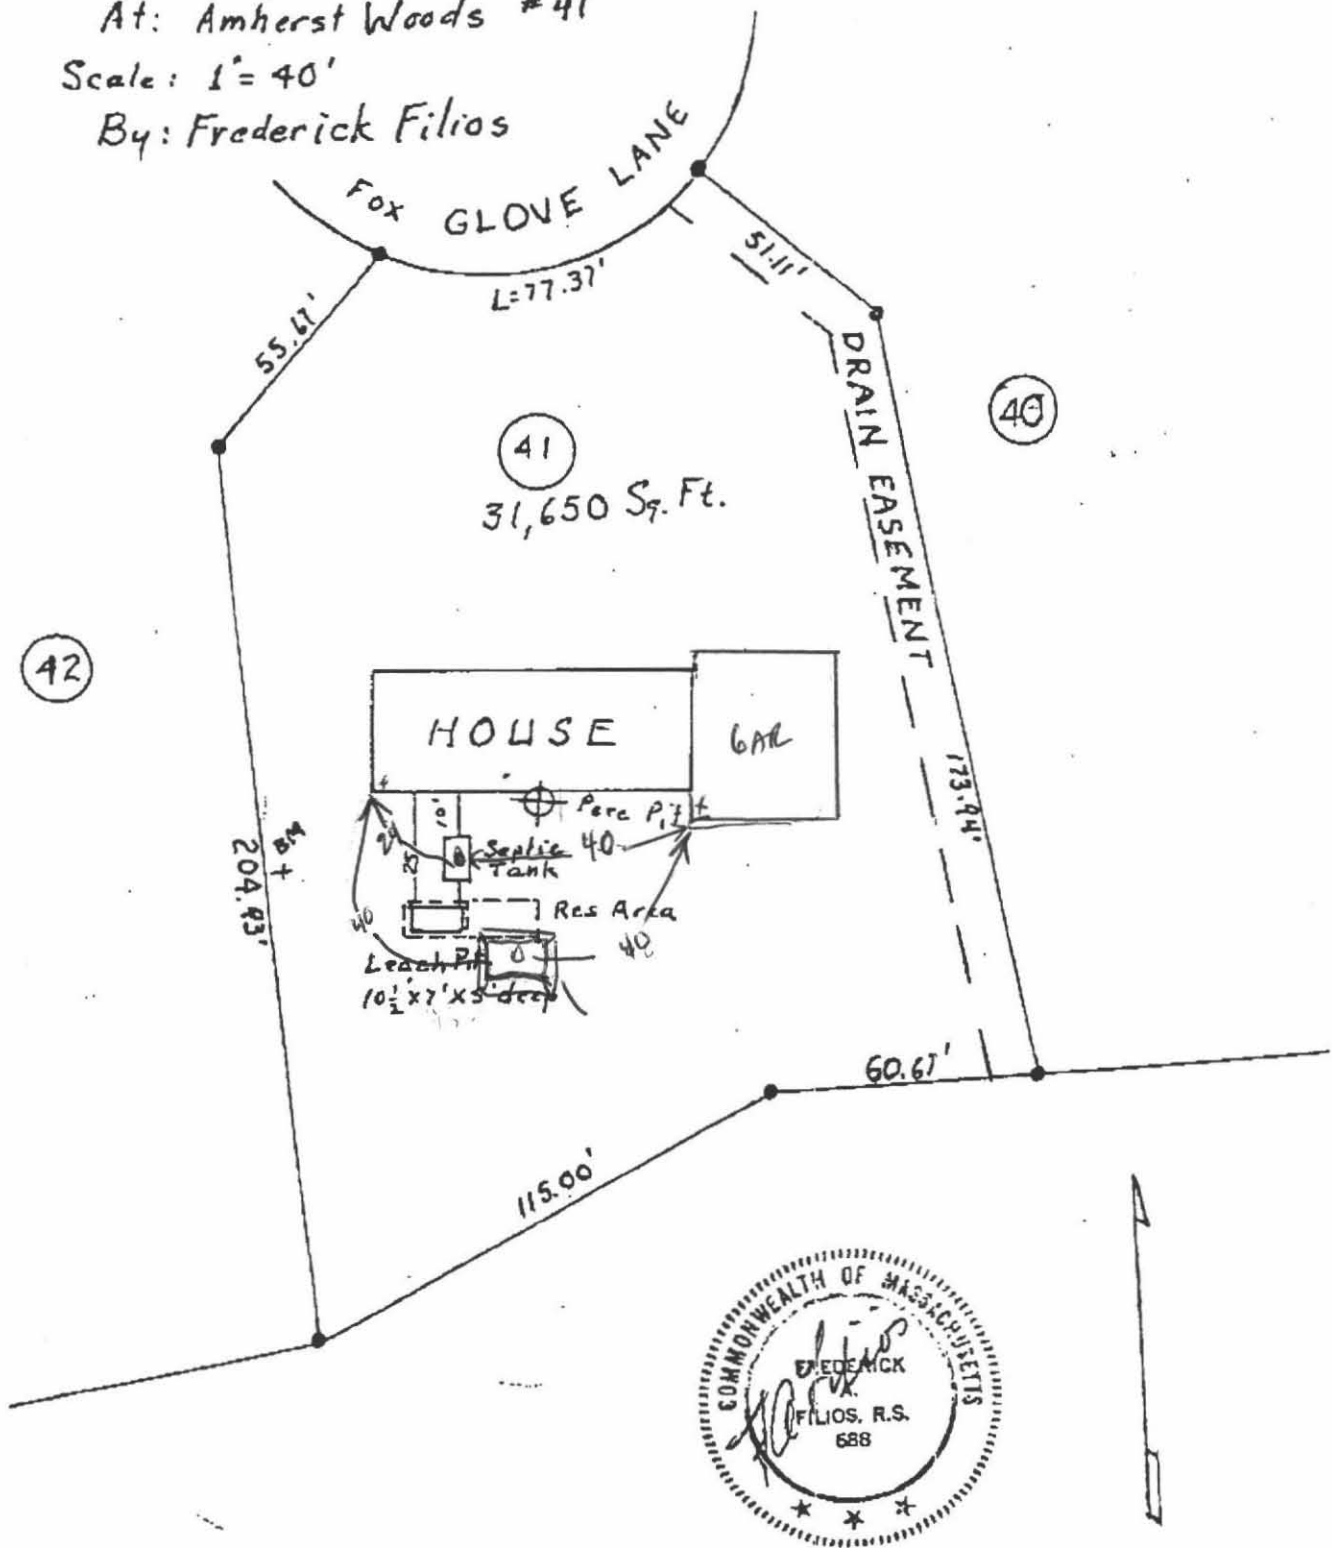 At: Amherst Woods #41
Scale: 1"= 40'
By: Frederick Filios
FOX GLOVE LANE
L=77.37'
51.11'
55.67'
DRAIN EASEMENT
40
41
31,650 Sq. Ft.
42
HOUSE
GAR
173.94'
204.93'
BM
Perc Pit
10'
25
Septic
Tank
40
Res Area
40
40
Leach Pit
10½'x7'x5' deep
60.67'
115.00'
COMMONWEALTH OF MASSACHUSETTS
FREDERICK
A.
FILIOS, R.S.
688